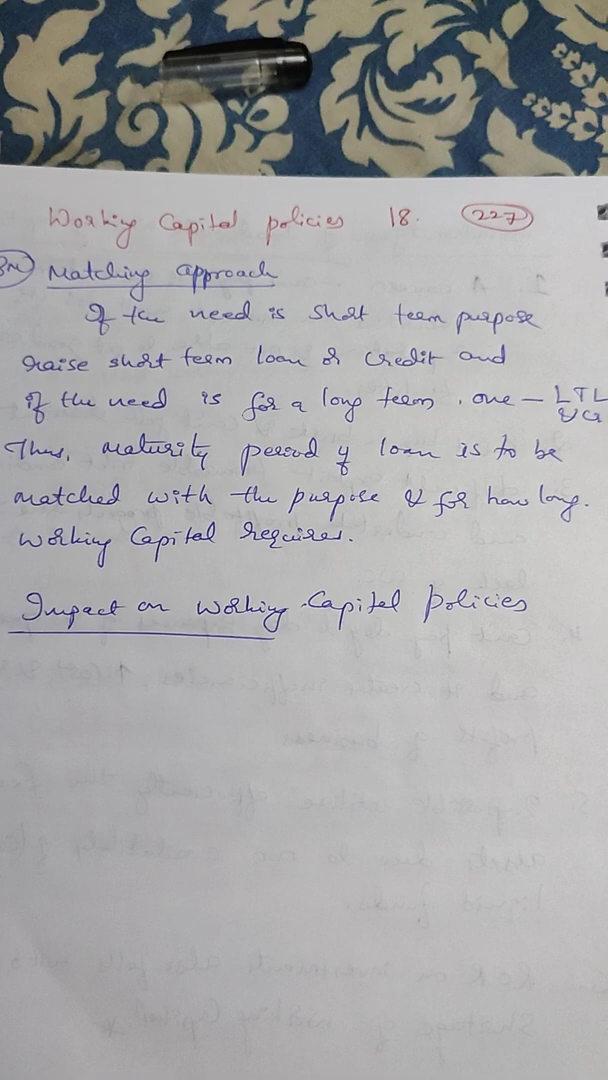 Working Capital policies 18. 227
Matching approach
If the need is short term purpose
raise short term loan or credit and
if the need is for a long term, one - LTL
Thus, maturity period of loan is to be
matched with the purpose & for how long.
Working Capital requires.
Impact on working Capital policies